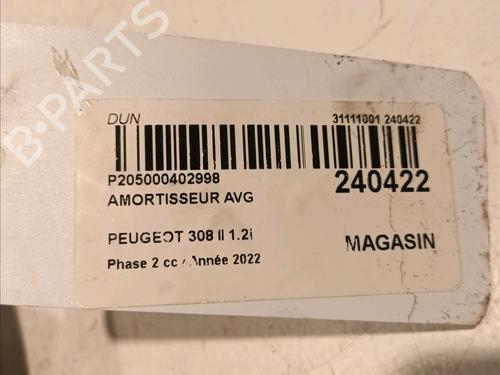 B-PARTS
DUN
31111001 240422
P205000402998
240422
AMORTISSEUR AVG
PEUGEOT 308 II 1.2i
MAGASIN
Phase 2 cc / Année 2022